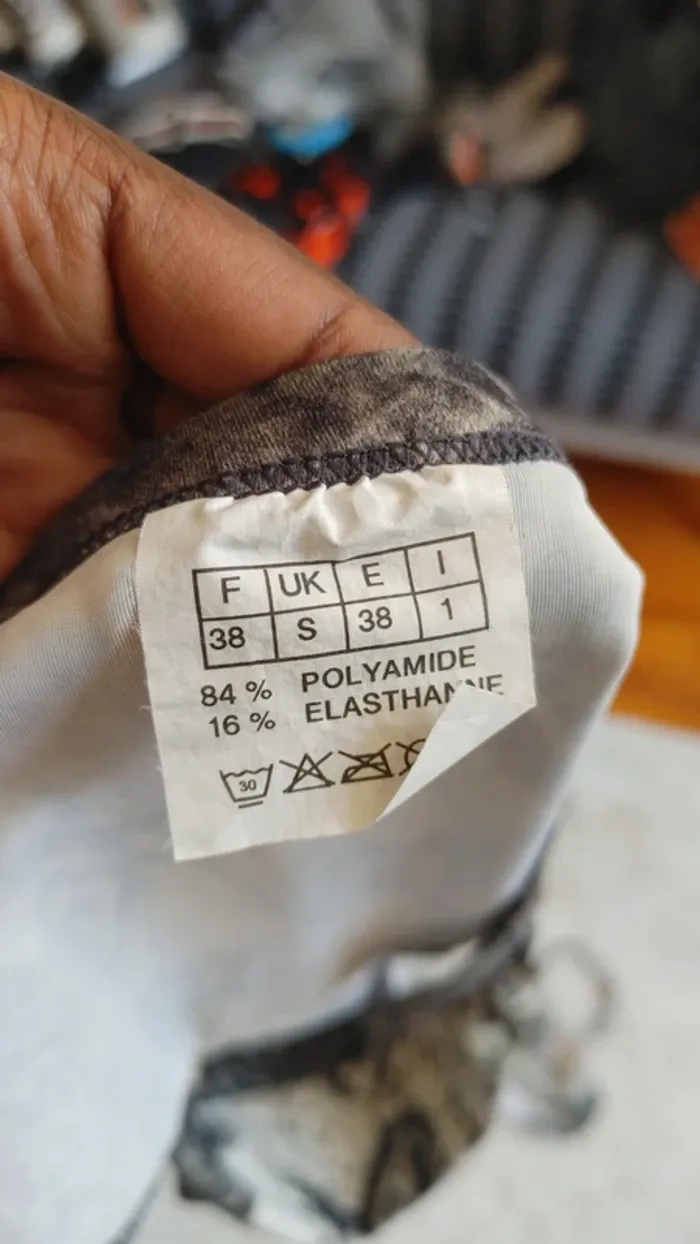 F UK E I
38 S 38 1
84 % POLYAMIDE
16 % ELASTHANNE
30